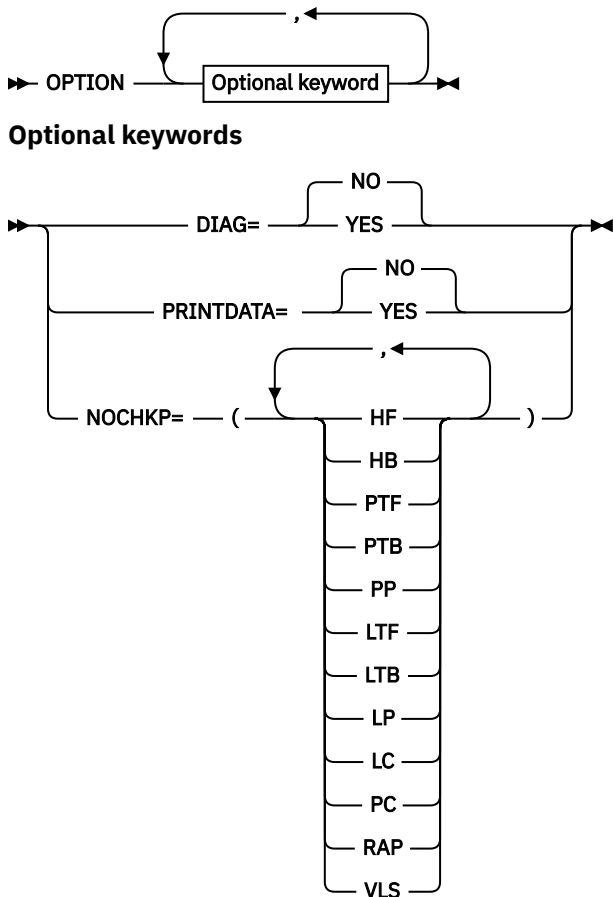 ,
OPTION Optional keyword
Optional keywords
NO
DIAG= YES
NO
PRINTDATA= YES
,
NOCHKP= ( HF )
HB
PTF
PTB
PP
LTF
LTB
LP
LC
PC
RAP
VLS